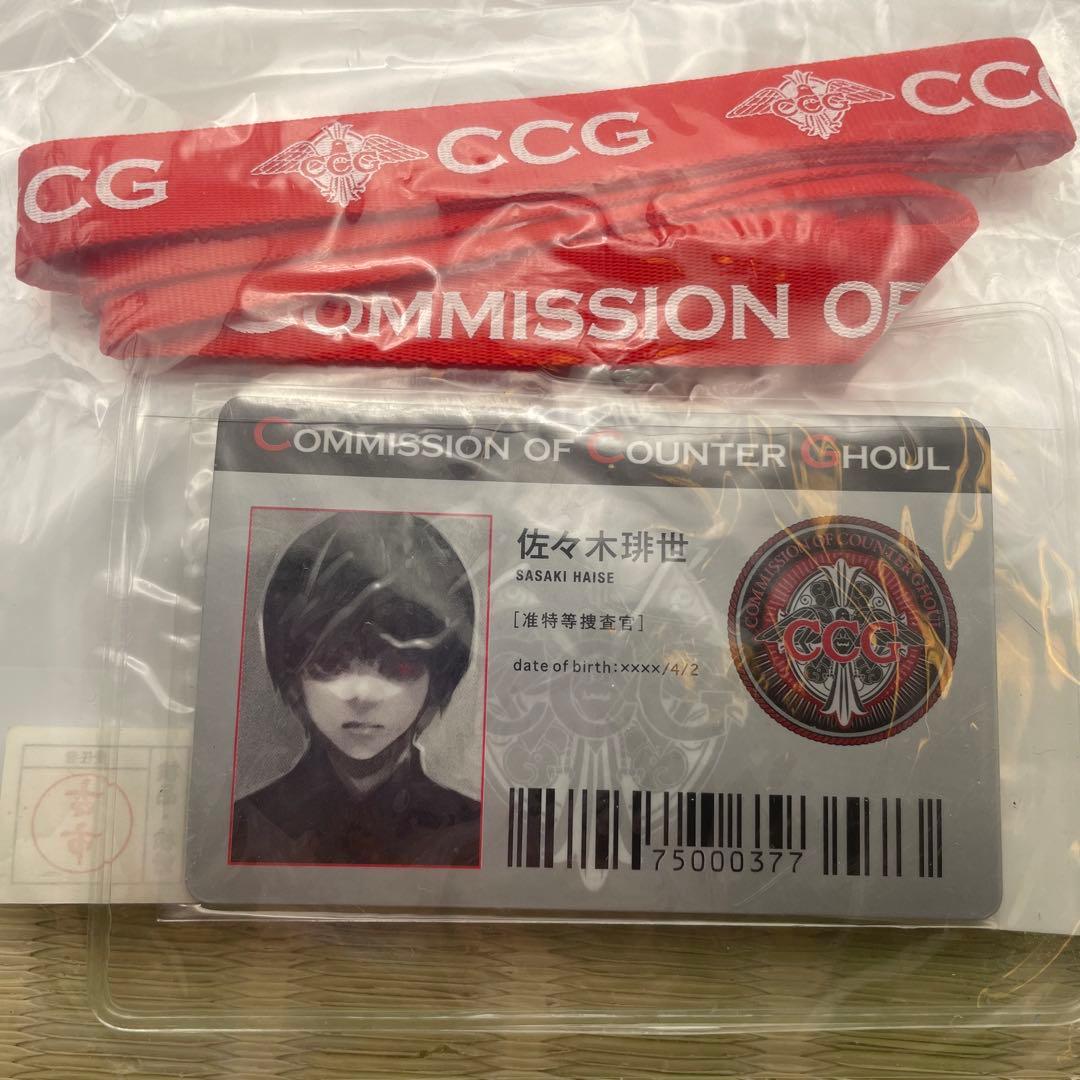 CCG CCG CCG CC
COMMISSION OF
COMMISSION OF COUNTER GHOUL
佐々木琲世
SASAKI HAISE
[准特等捜査官]
date of birth:××××/4/2
COMMISSION OF COUNTER GHOUL
CCG
CCG
75000377